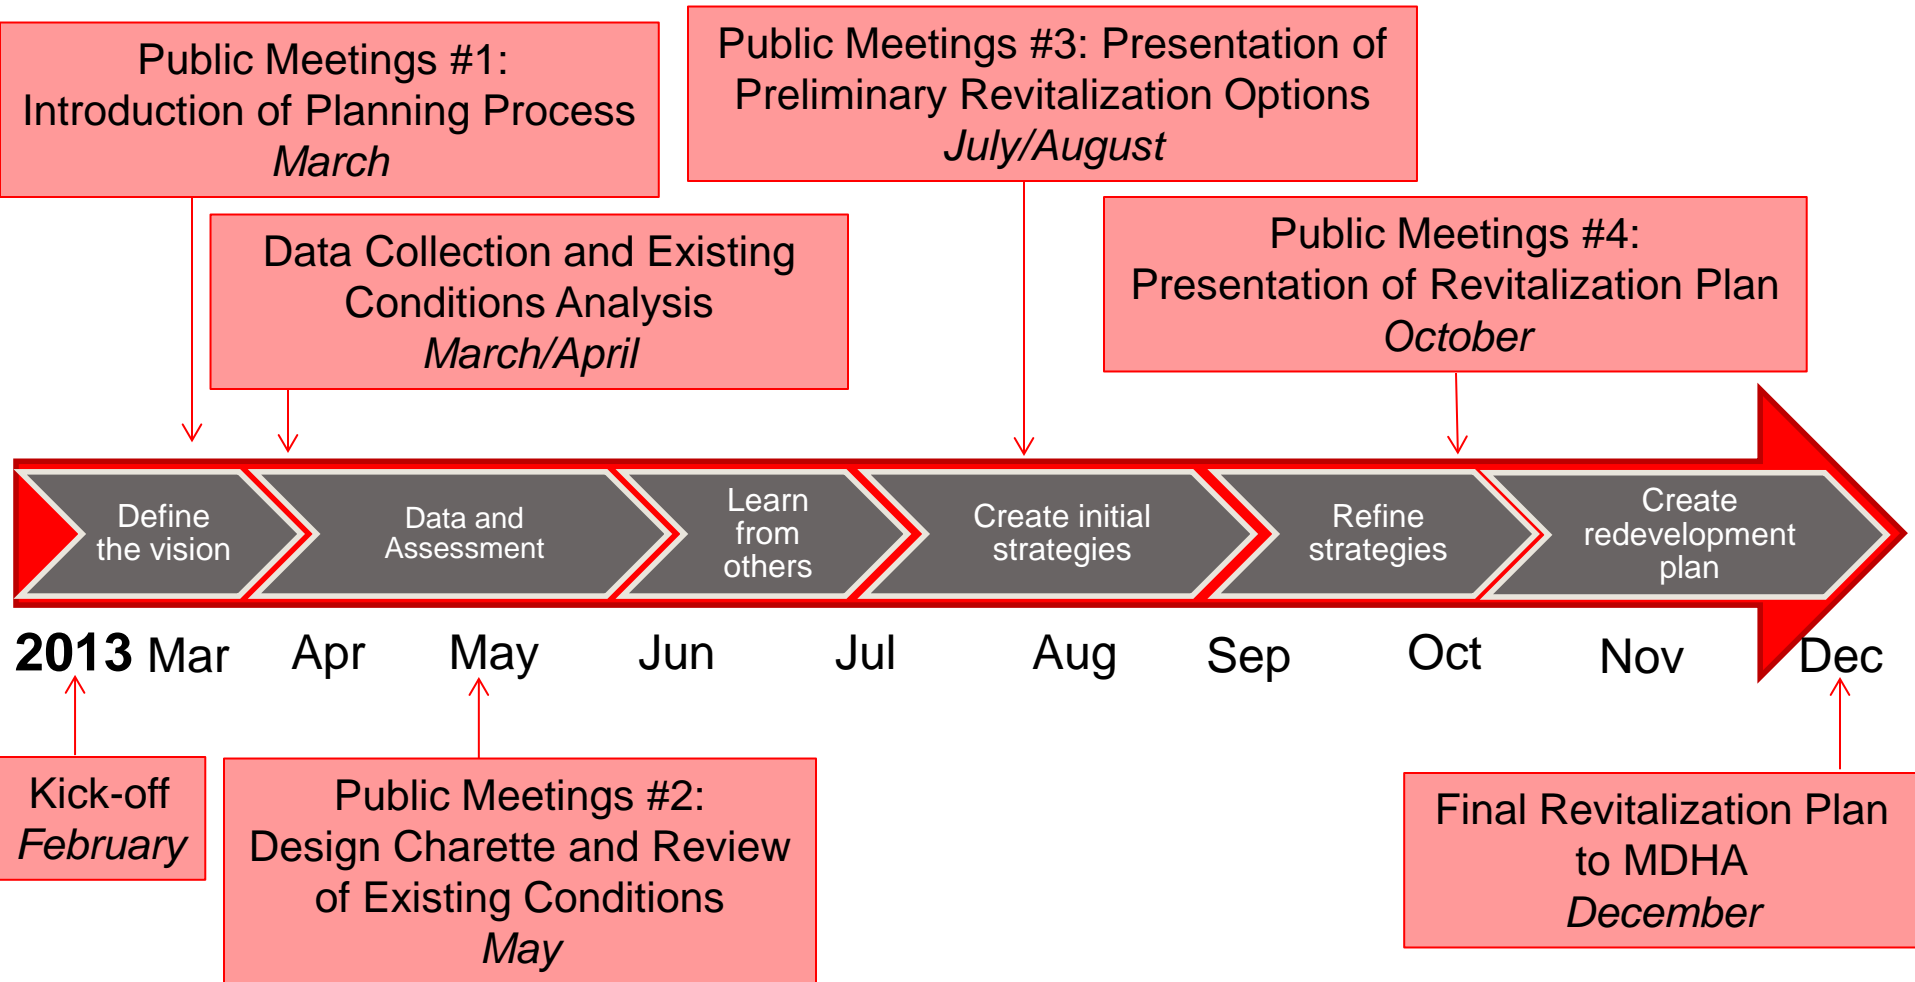 Public Meetings #1:
Introduction of Planning Process
March
Public Meetings #3: Presentation of
Preliminary Revitalization Options
July/August
Data Collection and Existing
Conditions Analysis
March/April
Public Meetings #4:
Presentation of Revitalization Plan
October
Define
the vision
Data and
Assessment
Learn
from
others
Create initial
strategies
Refine
strategies
Create
redevelopment
plan
2013 Mar Apr May Jun Jul Aug Sep Oct Nov Dec
Kick-off
February
Public Meetings #2:
Design Charette and Review
of Existing Conditions
May
Final Revitalization Plan
to MDHA
December